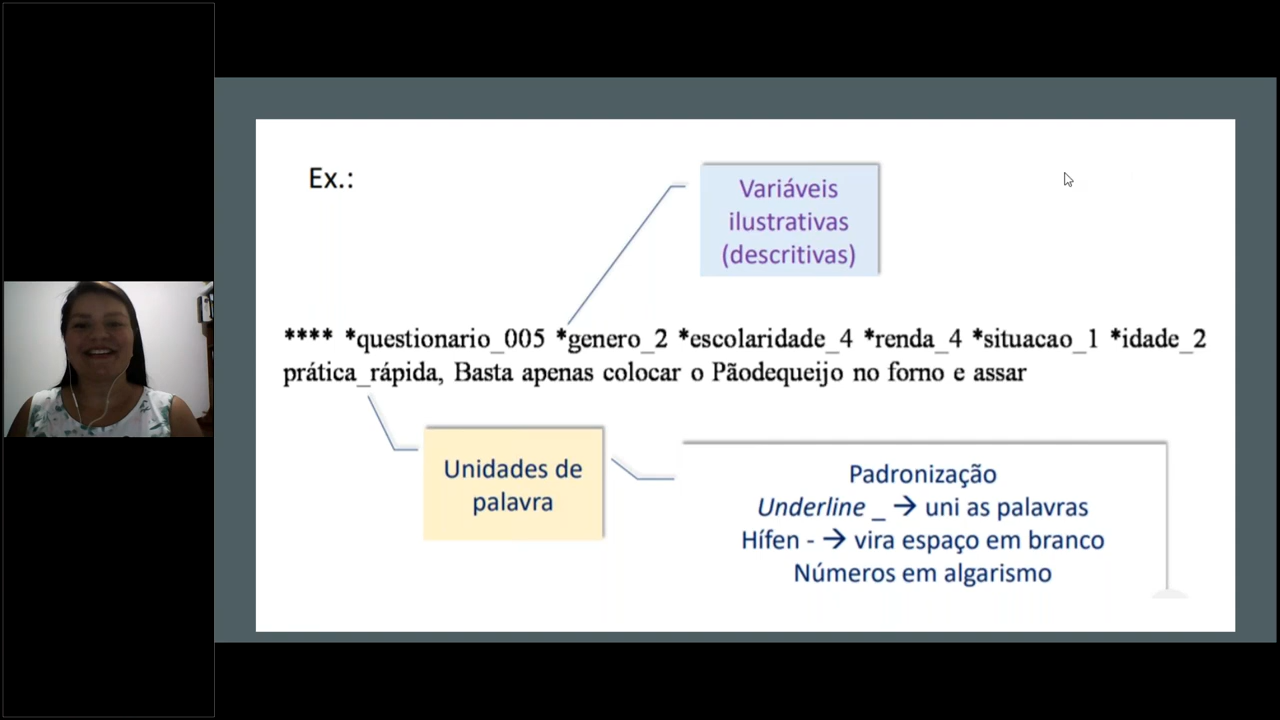 Ex.:
Variáveis
ilustrativas
(descritivas)
**** *questionario_005 *genero_2 *escolaridade_4 *renda_4 *situacao_1 *idade_2
prática_rápida, Basta apenas colocar o Pãodequeijo no forno e assar
Unidades de
palavra
Padronização
Underline _ → uni as palavras
Hífen - → vira espaço em branco
Números em algarismo